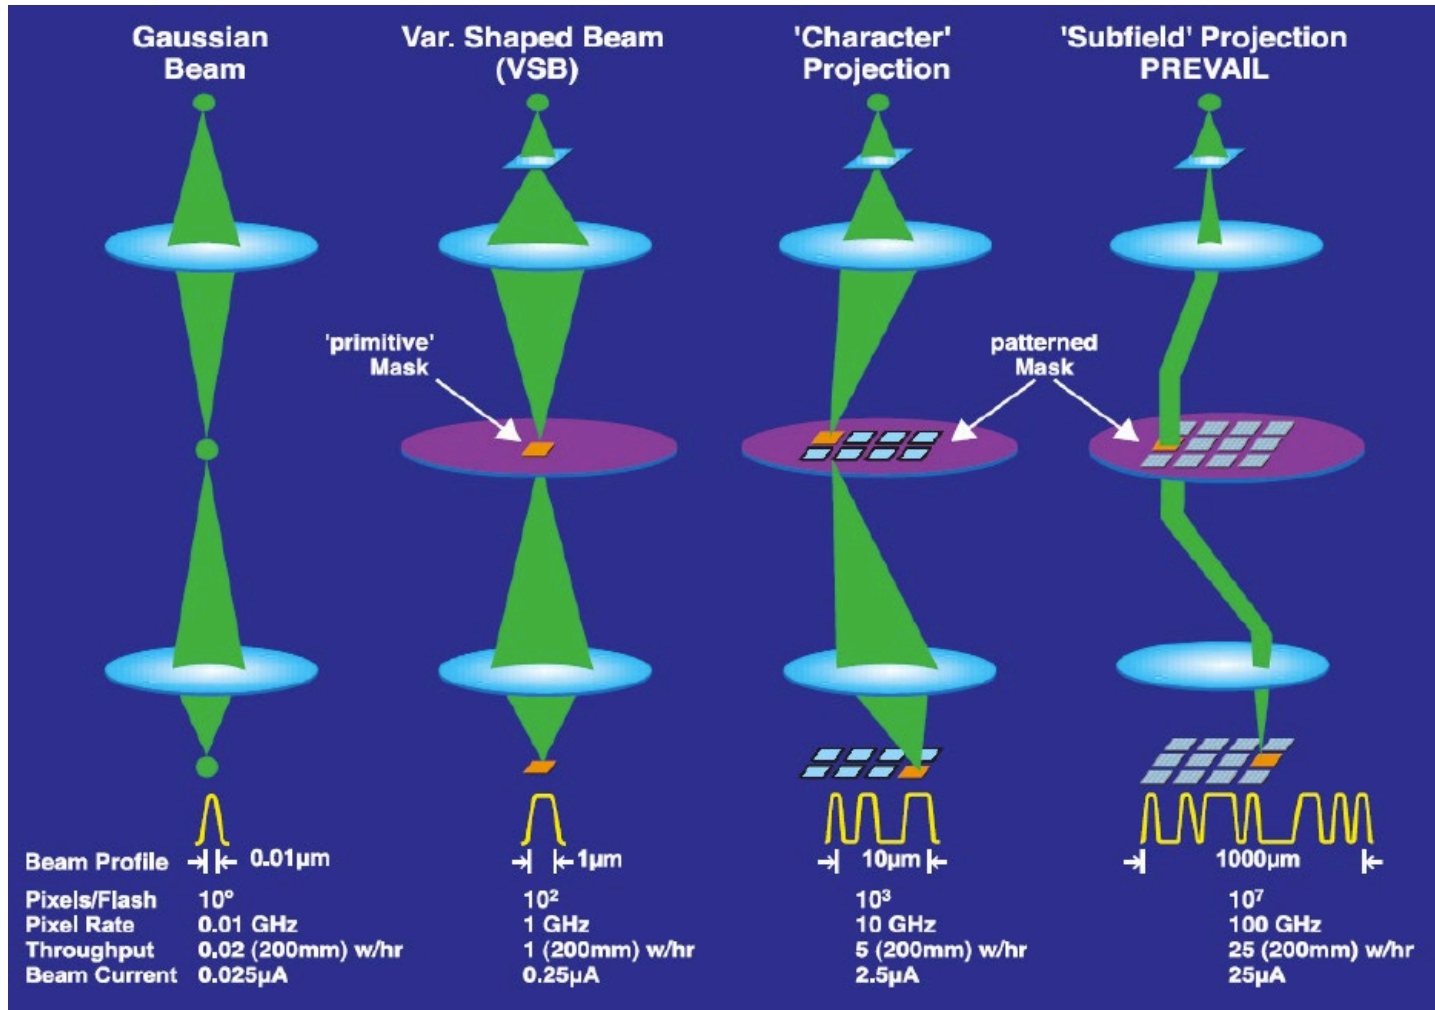 Gaussian
Beam
Var. Shaped Beam
(VSB)
'Character'
Projection
'Subfield' Projection
PREVAIL
'primitive'
Mask
patterned
Mask
Beam Profile 0.01µm 1µm 10µm 1000µm
Pixels/Flash 10⁰ 10² 10³ 10⁷
Pixel Rate 0.01 GHz 1 GHz 10 GHz 100 GHz
Throughput 0.02 (200mm) w/hr 1 (200mm) w/hr 5 (200mm) w/hr 25 (200mm) w/hr
Beam Current 0.025µA 0.25µA 2.5µA 25µA